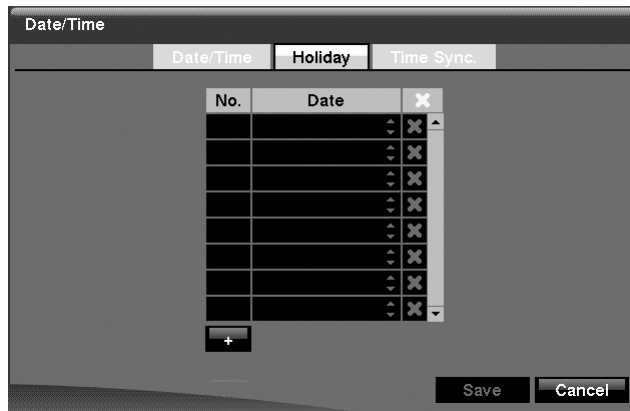 Date/Time
Date/Time Holiday Time Sync.
No. Date
+
Save Cancel